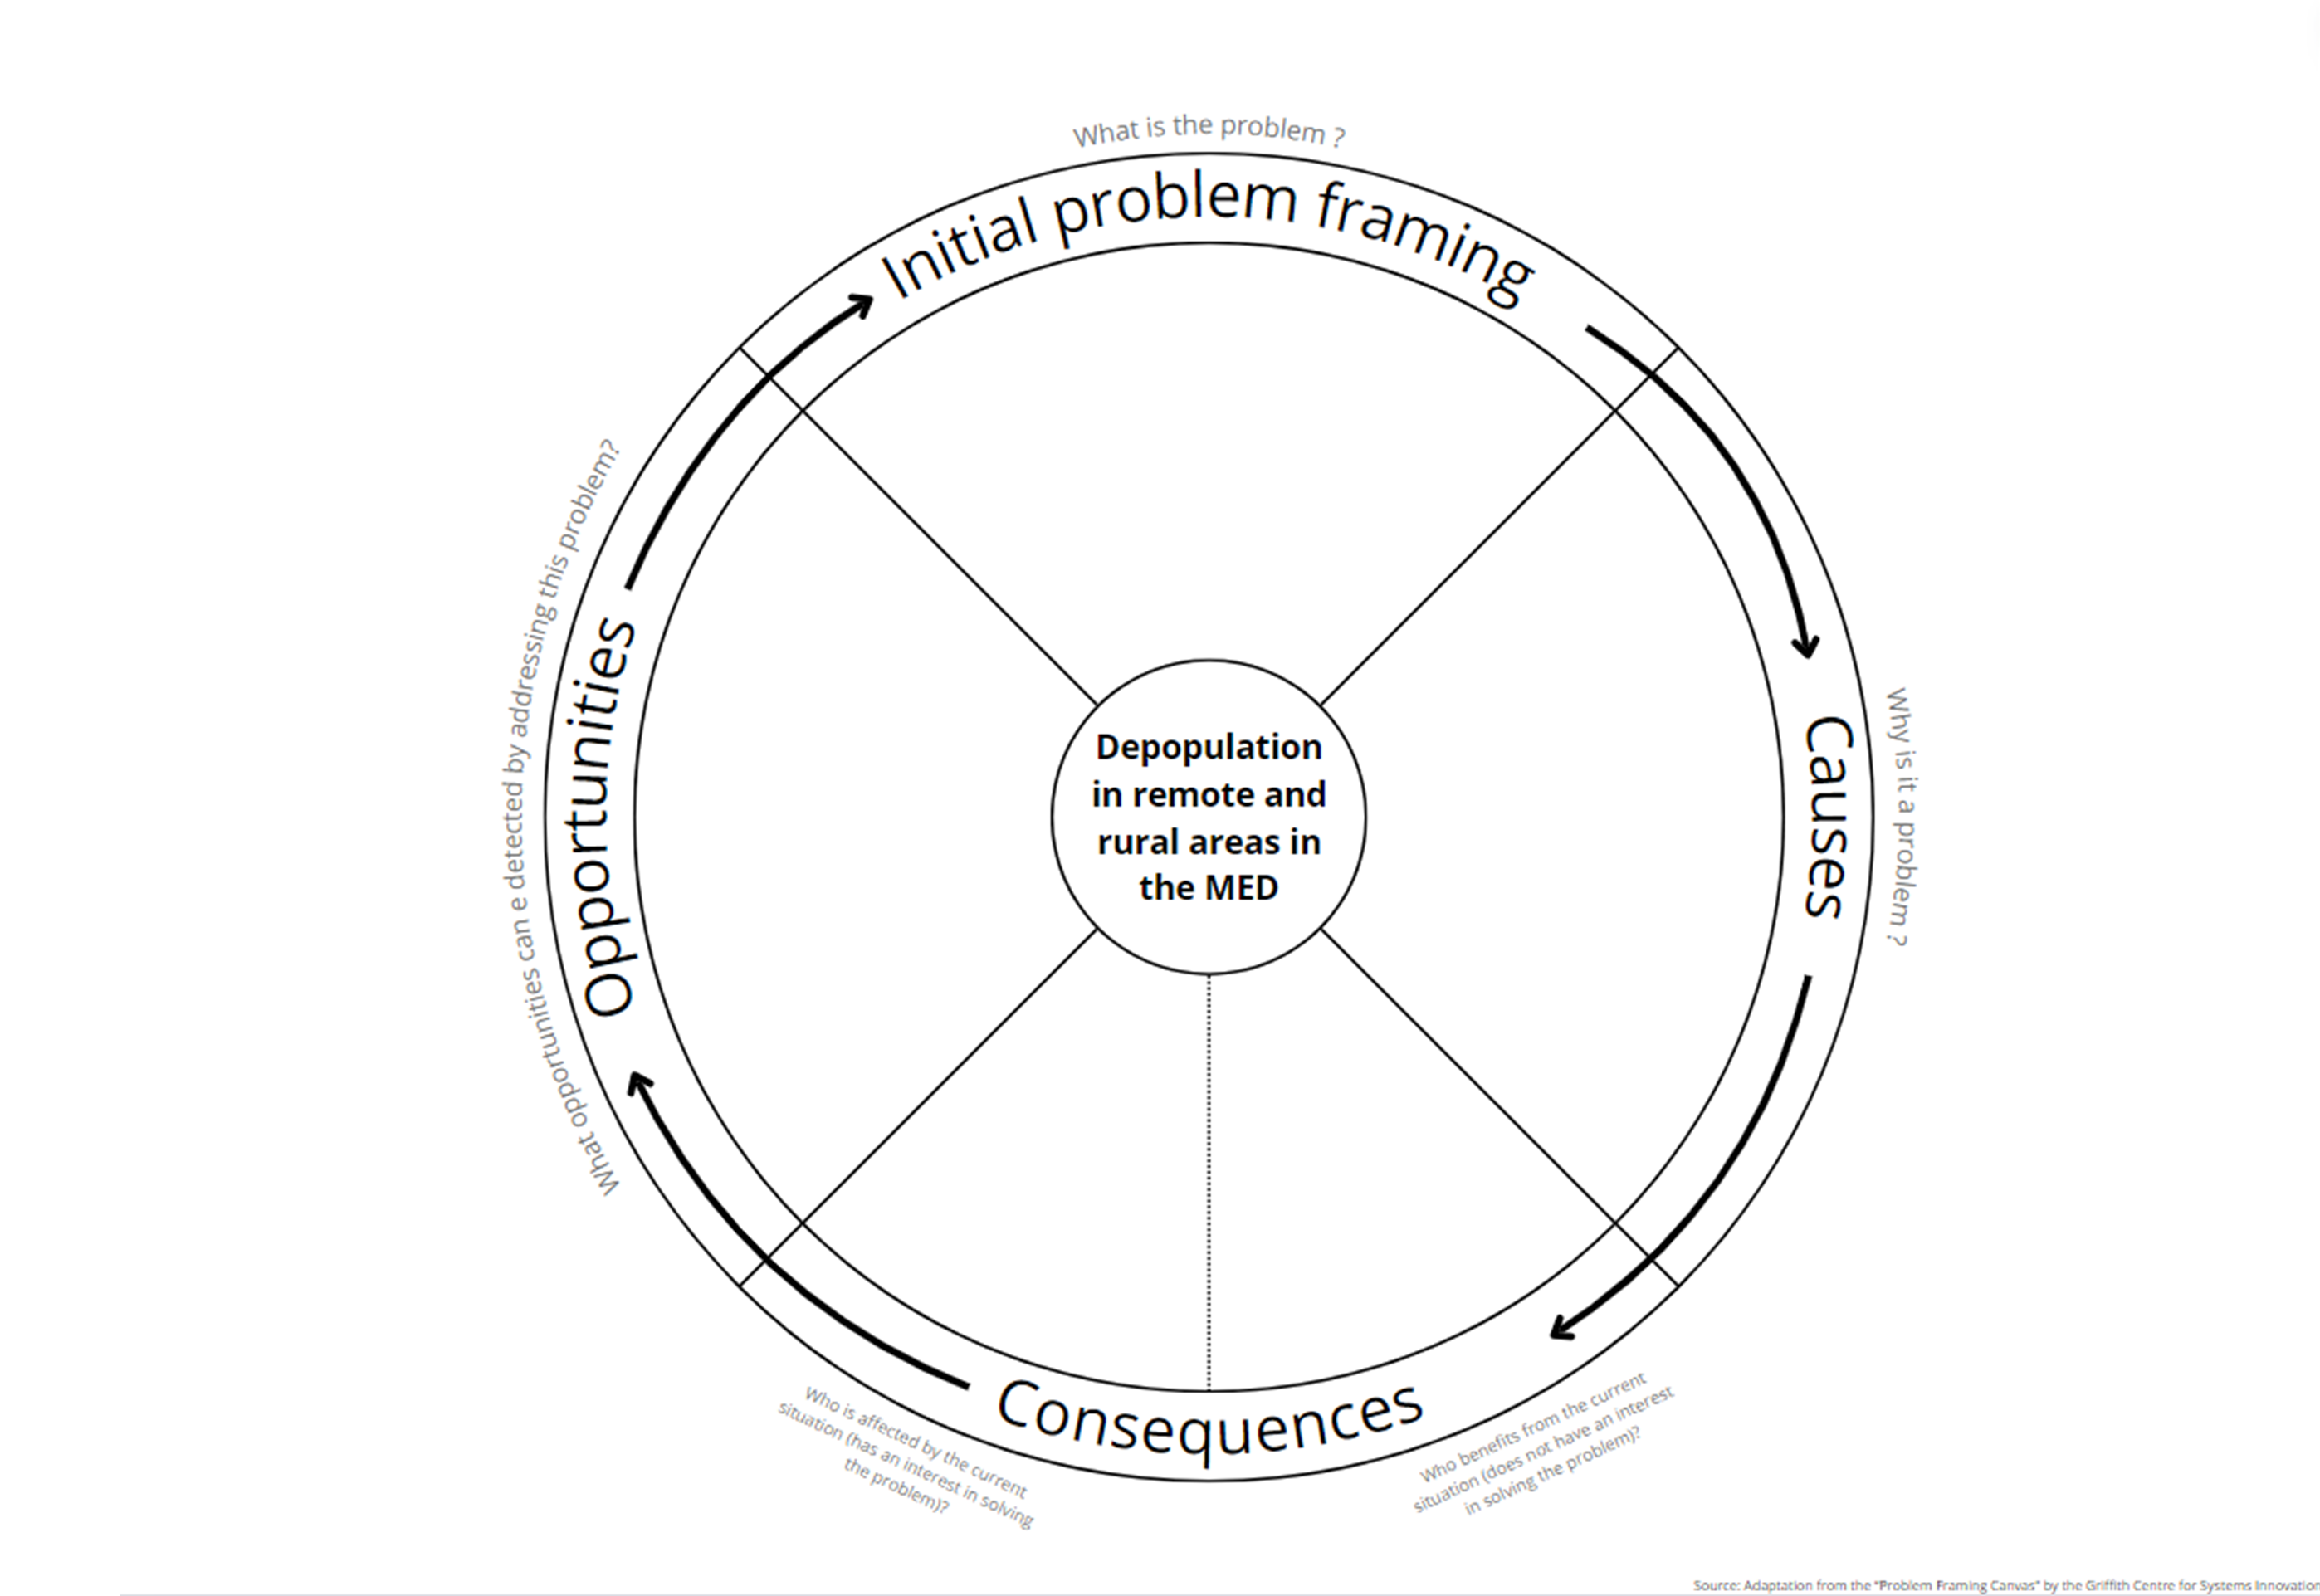 What is the problem ?
Initial problem framing
Causes
Why is it a problem ?
Depopulation
in remote and
rural areas in
the MED
Opportunities
What opportunities can e detected by addressing this problem?
Consequences
Who benefits from the current
situation (does not have an interest
in solving the problem)?
Who is affected by the current
situation (has an interest in solving
the problem)?
Source: Adaptation from the "Problem Framing Canvas" by the Griffith Centre for Systems Innovation